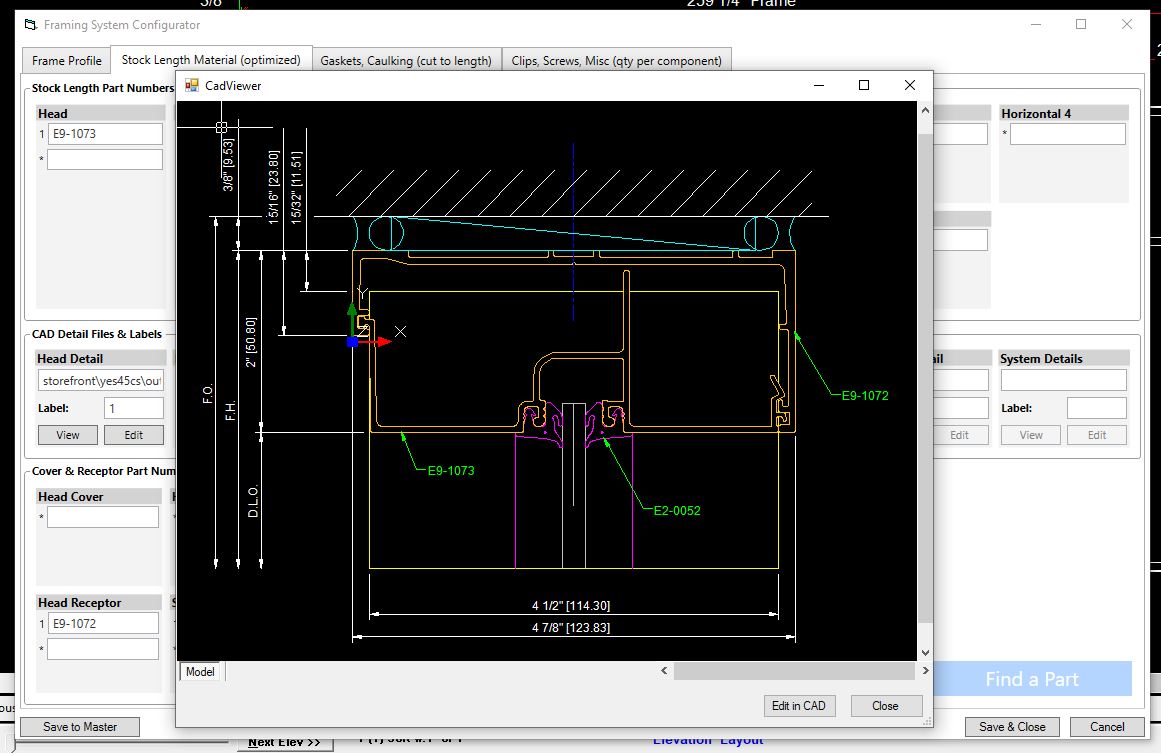 3/8"
259 1/4" Frame
Framing System Configurator
Frame Profile
Stock Length Material (optimized)
Gaskets, Caulking (cut to length)
Clips, Screws, Misc (qty per component)
Stock Length Part Numbers
Head
1 E9-1073
*
Horizontal 4
*
CAD Detail Files & Labels
Head Detail
storefront\yes45cs\out
Label: 1
View Edit
ail
Edit
System Details
Label:
View Edit
Cover & Receptor Part Num
Head Cover
*
Head Receptor
1 E9-1072
*
CadViewer
3/8" [9.53]
15/16" [23.80]
15/32" [11.51]
2" [50.80]
F.O.
F.H.
D.L.O.
Y
X
E9-1072
E9-1073
E2-0052
4 1/2" [114.30]
4 7/8" [123.83]
Model
Edit in CAD
Close
Find a Part
Save to Master
Save & Close
Cancel
Next Elev >>
Elevation Layout